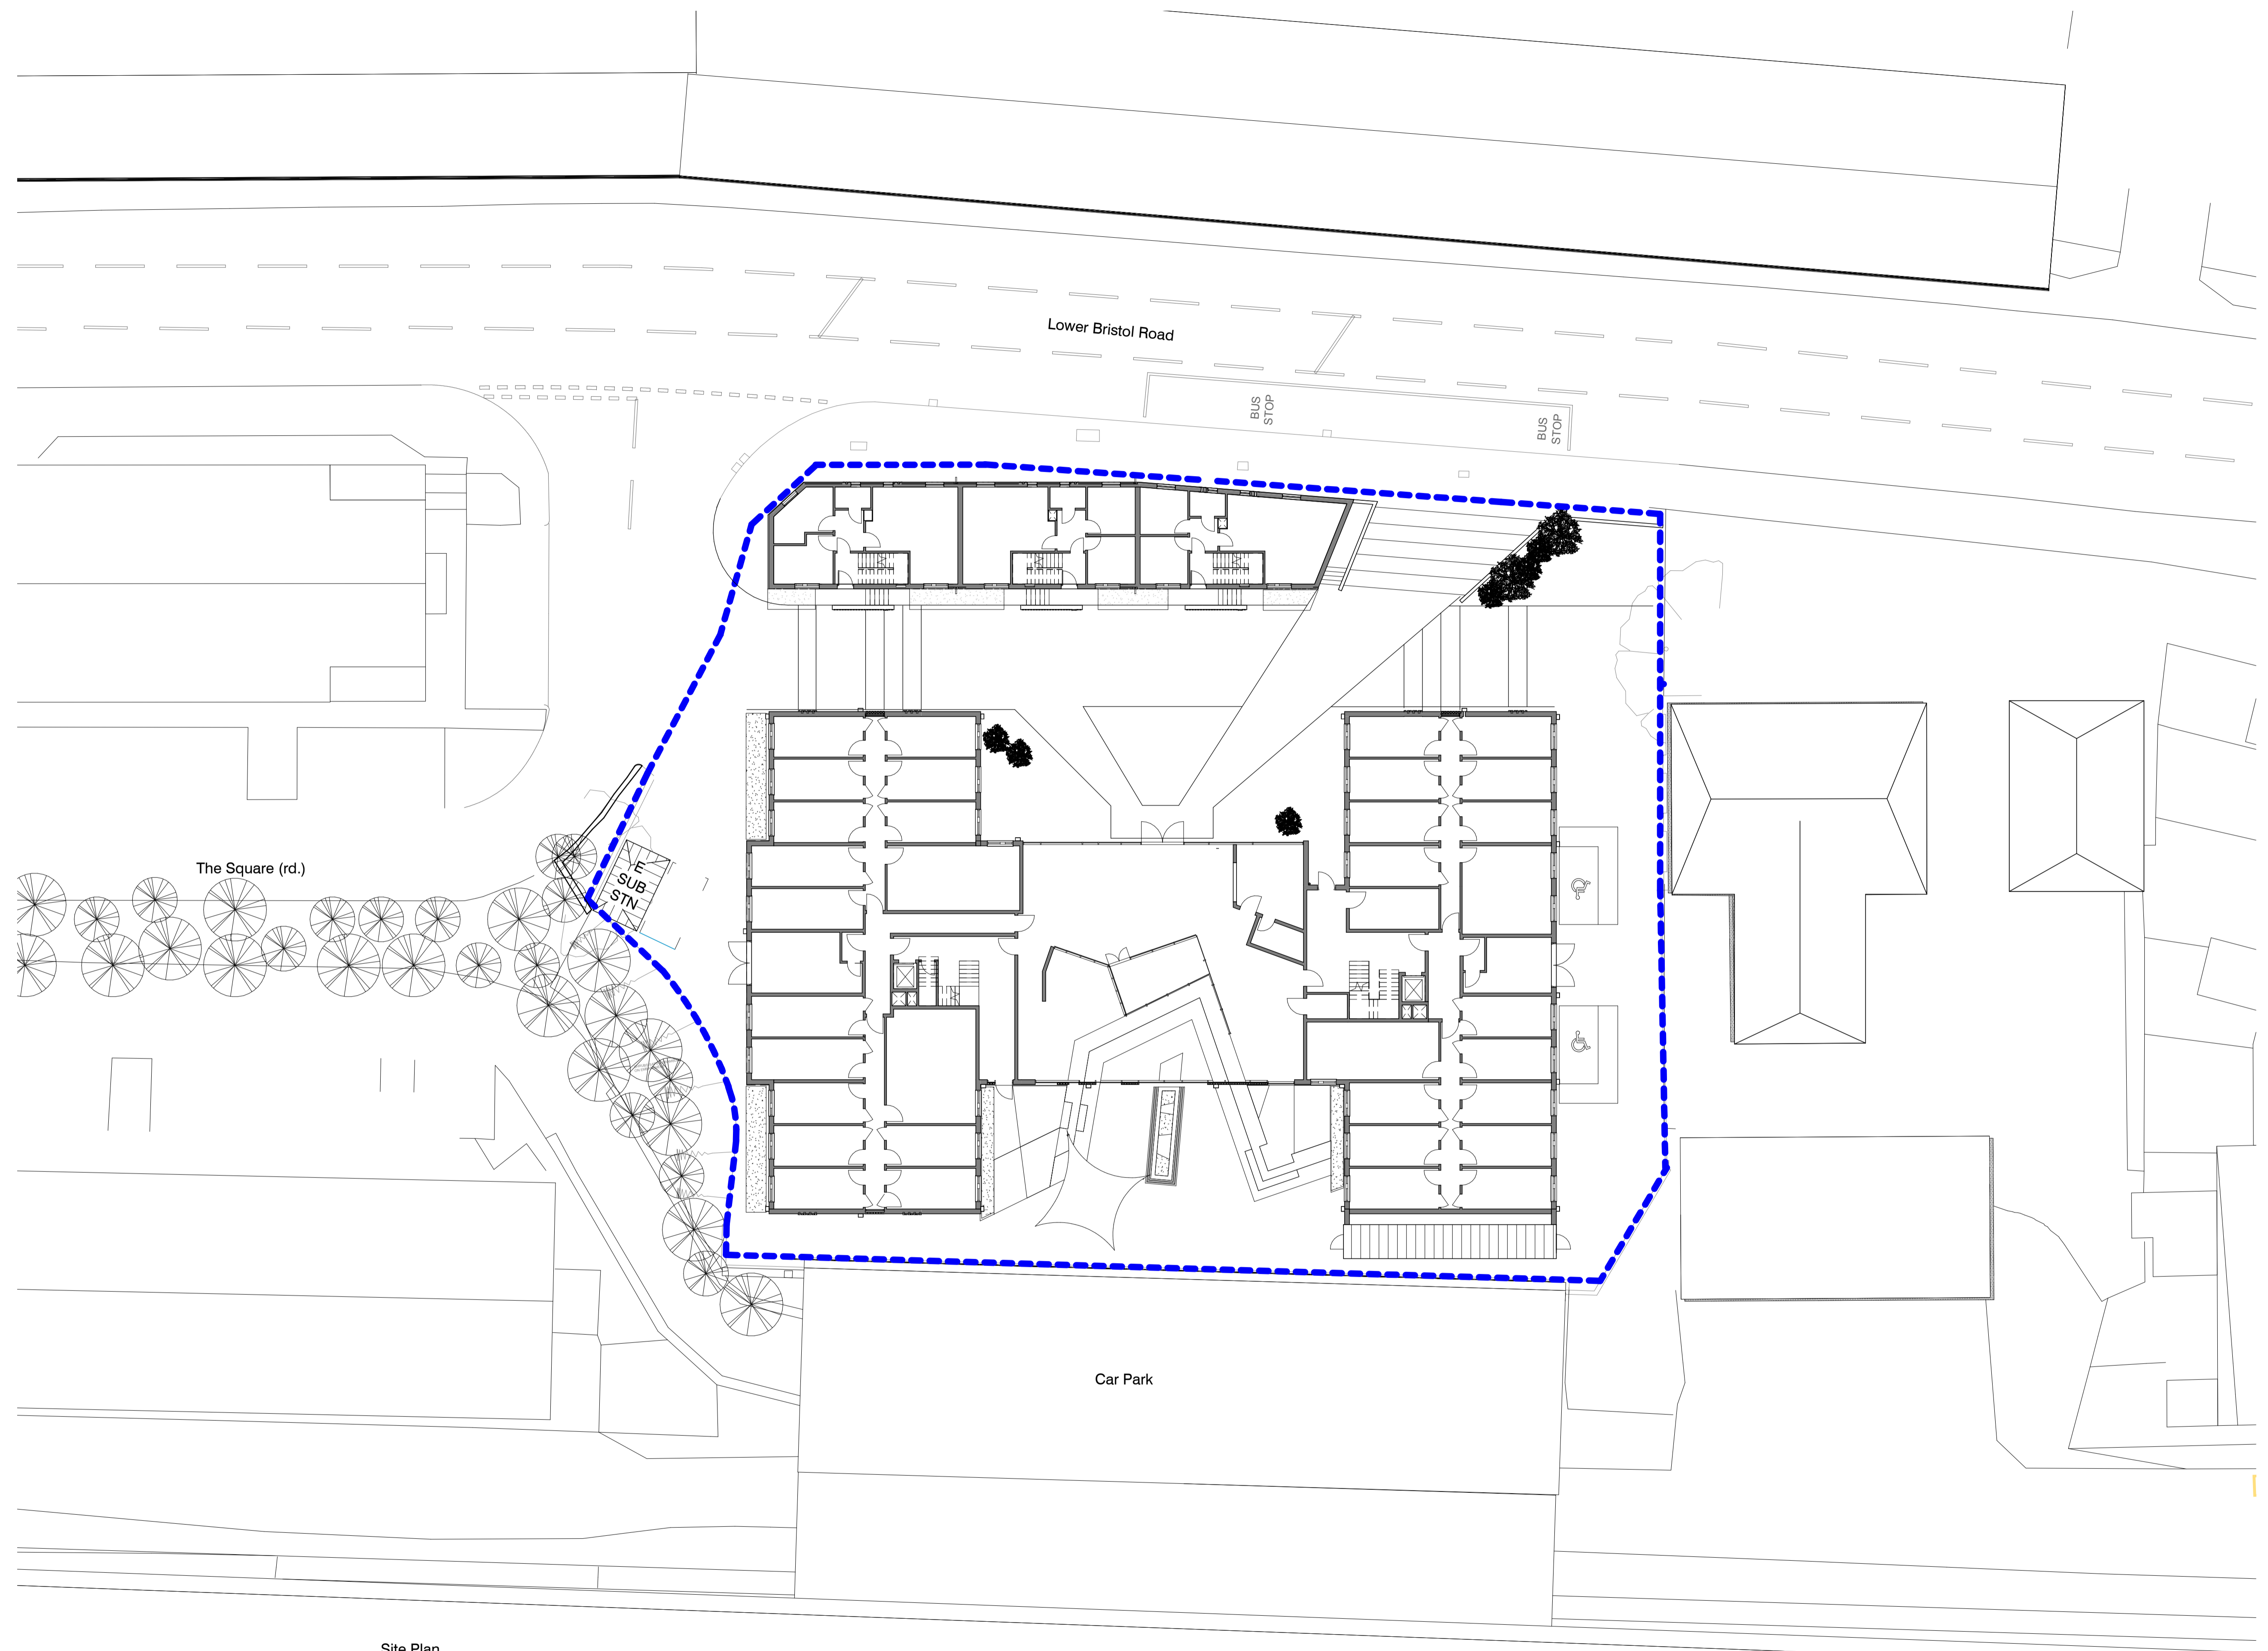 Lower Bristol Road
BUS
STOP
BUS
STOP
The Square (rd.)
E
SUB
STN
Car Park
Site Plan